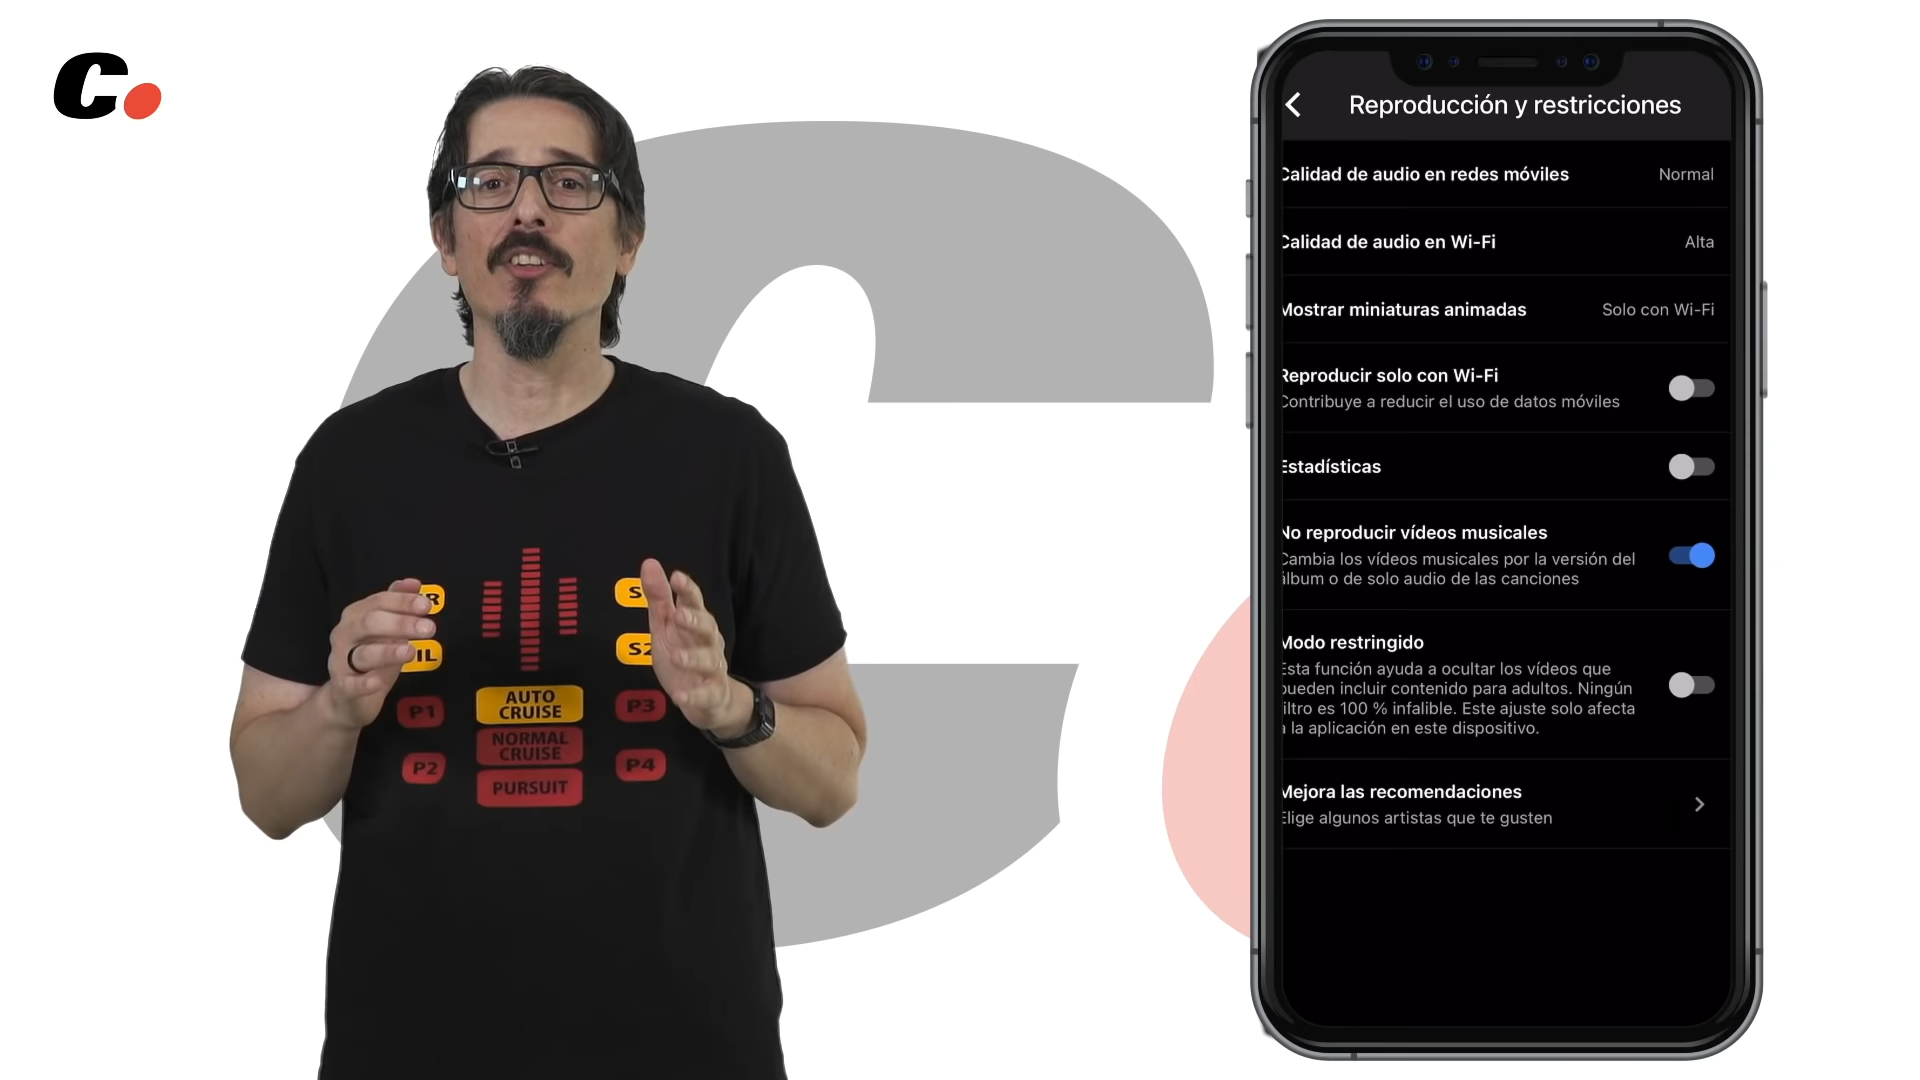 C.
Reproducción y restricciones
Calidad de audio en redes móviles Normal
Calidad de audio en Wi-Fi Alta
Mostrar miniaturas animadas Solo con Wi-Fi
Reproducir solo con Wi-Fi
Contribuye a reducir el uso de datos móviles
Estadísticas
No reproducir vídeos musicales
Cambia los vídeos musicales por la versión del
álbum o de solo audio de las canciones
Modo restringido
Esta función ayuda a ocultar los vídeos que
pueden incluir contenido para adultos. Ningún
filtro es 100 % infalible. Este ajuste solo afecta
a la aplicación en este dispositivo.
Mejora las recomendaciones
Elige algunos artistas que te gusten
AUTO
CRUISE
NORMAL
CRUISE
PURSUIT
P1
P2
S2
P3
P4